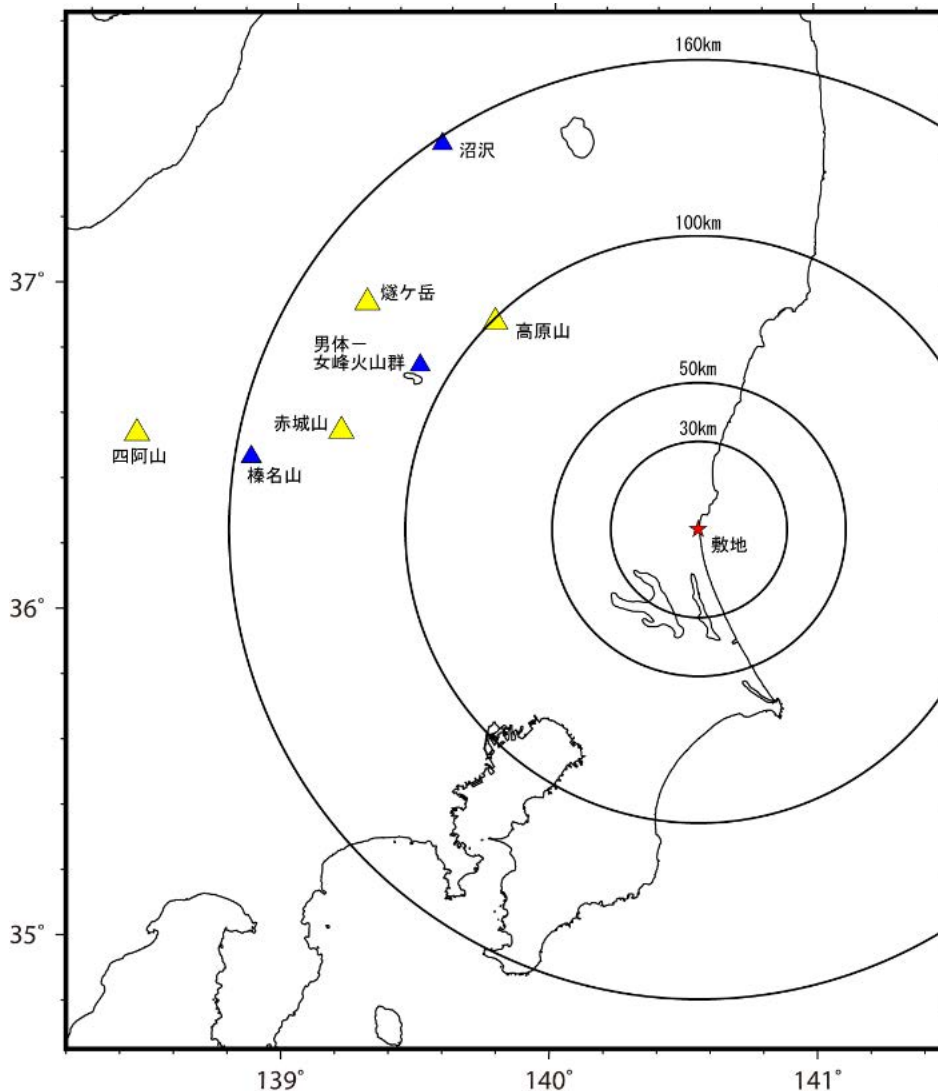 160km
沼沢
100km
37°
燧ケ岳
高原山
男体ー
女峰火山群
50km
赤城山
30km
四阿山
榛名山
敷地
36°
35°
139°
140°
141°